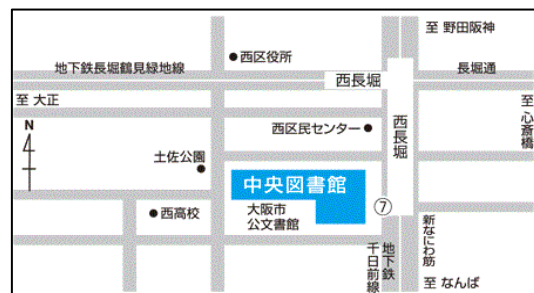 至 野田阪神
西区役所
地下鉄長堀鶴見緑地線
長堀通
西長堀
至 大正
至 心斎橋
N
西区民センター
西長堀
土佐公園
中央図書館
大阪市
公文書館
西高校
⑦
新なにわ筋
地下鉄
千日前線
至 なんば